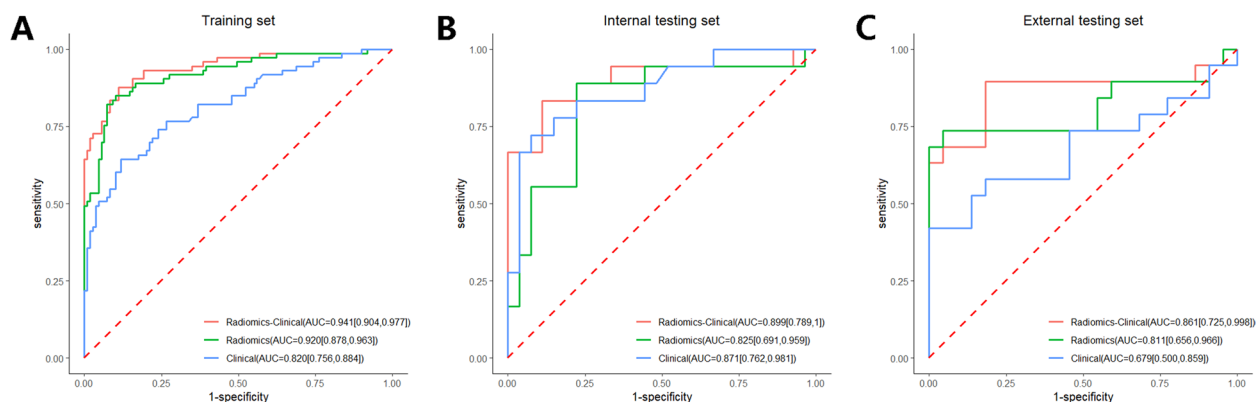 A
Training set
1.00
0.75
0.50
0.25
0.00
sensitivity
Radiomics-Clinical(AUC=0.941[0.904,0.977])
Radiomics(AUC=0.920[0.878,0.963])
Clinical(AUC=0.820[0.756,0.884])
0.00 0.25 0.50 0.75 1.00
1-specificity
B
Internal testing set
1.00
0.75
0.50
0.25
0.00
sensitivity
Radiomics-Clinical(AUC=0.899[0.789,1])
Radiomics(AUC=0.825[0.691,0.959])
Clinical(AUC=0.871[0.762,0.981])
0.00 0.25 0.50 0.75 1.00
1-specificity
C
External testing set
1.00
0.75
0.50
0.25
0.00
sensitivity
Radiomics-Clinical(AUC=0.861[0.725,0.998])
Radiomics(AUC=0.811[0.656,0.966])
Clinical(AUC=0.679[0.500,0.859])
0.00 0.25 0.50 0.75 1.00
1-specificity